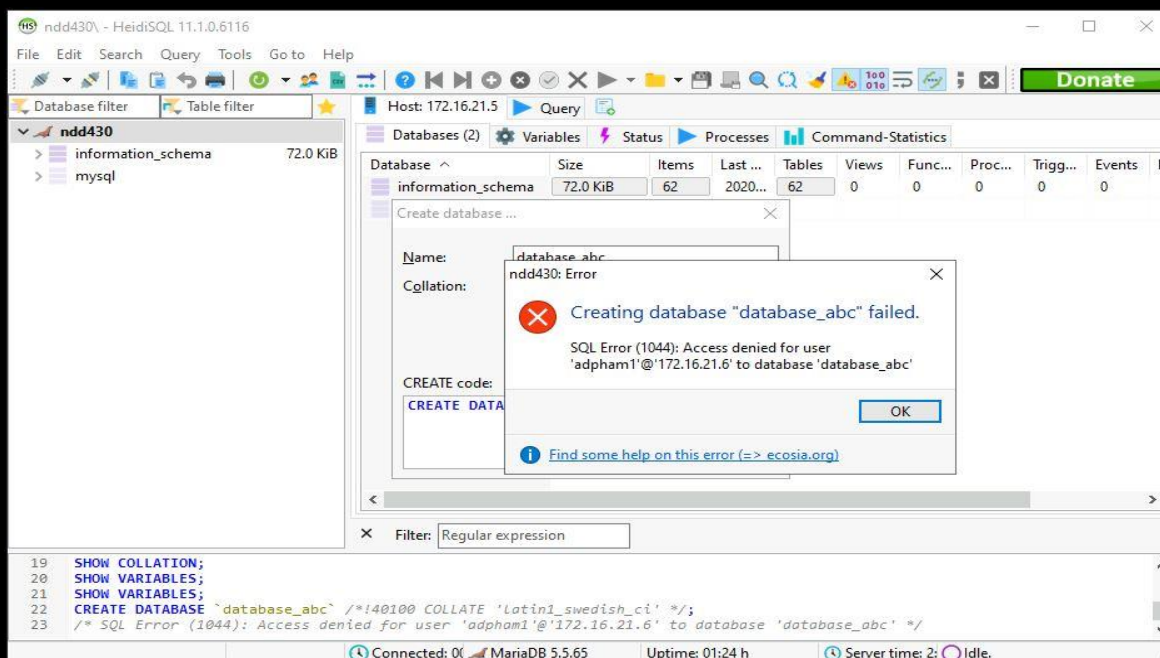 ndd430\ - HeidiSQL 11.1.0.6116
File Edit Search Query Tools Go to Help
Donate
Database filter Table filter
Host: 172.16.21.5 Query
ndd430
information_schema 72.0 KiB
mysql
Databases (2) Variables Status Processes Command-Statistics
Database Size Items Last ... Tables Views Func... Proc... Trigg... Events
information_schema 72.0 KiB 62 2020... 62 0 0 0 0 0
Create database ...
Name: database_abc
Collation:
CREATE code:
CREATE DATA
ndd430: Error
Creating database "database_abc" failed.
SQL Error (1044): Access denied for user
'adpham1'@'172.16.21.6' to database 'database_abc'
OK
Find some help on this error (=> ecosia.org)
Filter: Regular expression
19 SHOW COLLATION;
20 SHOW VARIABLES;
21 SHOW VARIABLES;
22 CREATE DATABASE `database_abc` /*!40100 COLLATE 'latin1_swedish_ci' */;
23 /* SQL Error (1044): Access denied for user 'adpham1'@'172.16.21.6' to database 'database_abc' */
Connected: 00 MariaDB 5.5.65 Uptime: 01:24 h Server time: 2: Idle.